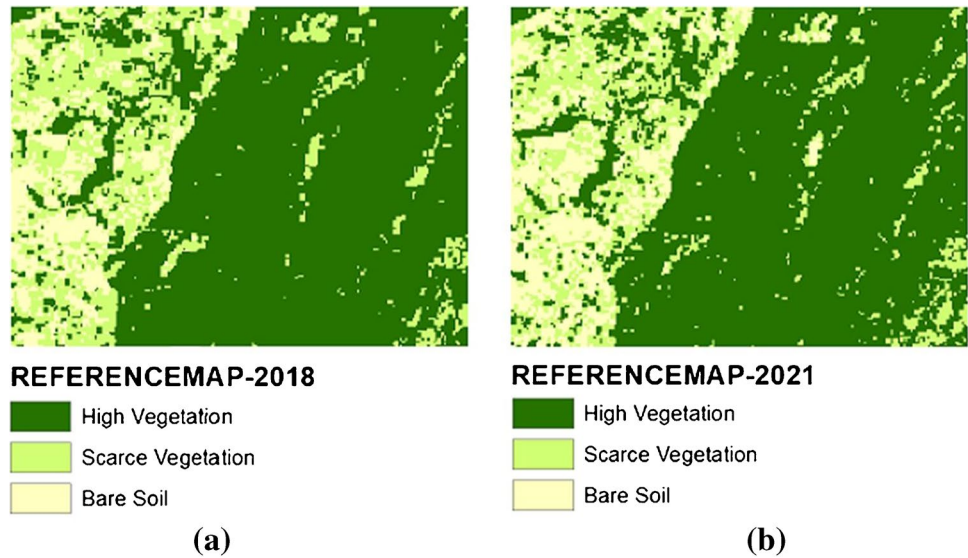 REFERENCEMAP-2018
High Vegetation
Scarce Vegetation
Bare Soil
(a)
REFERENCEMAP-2021
High Vegetation
Scarce Vegetation
Bare Soil
(b)